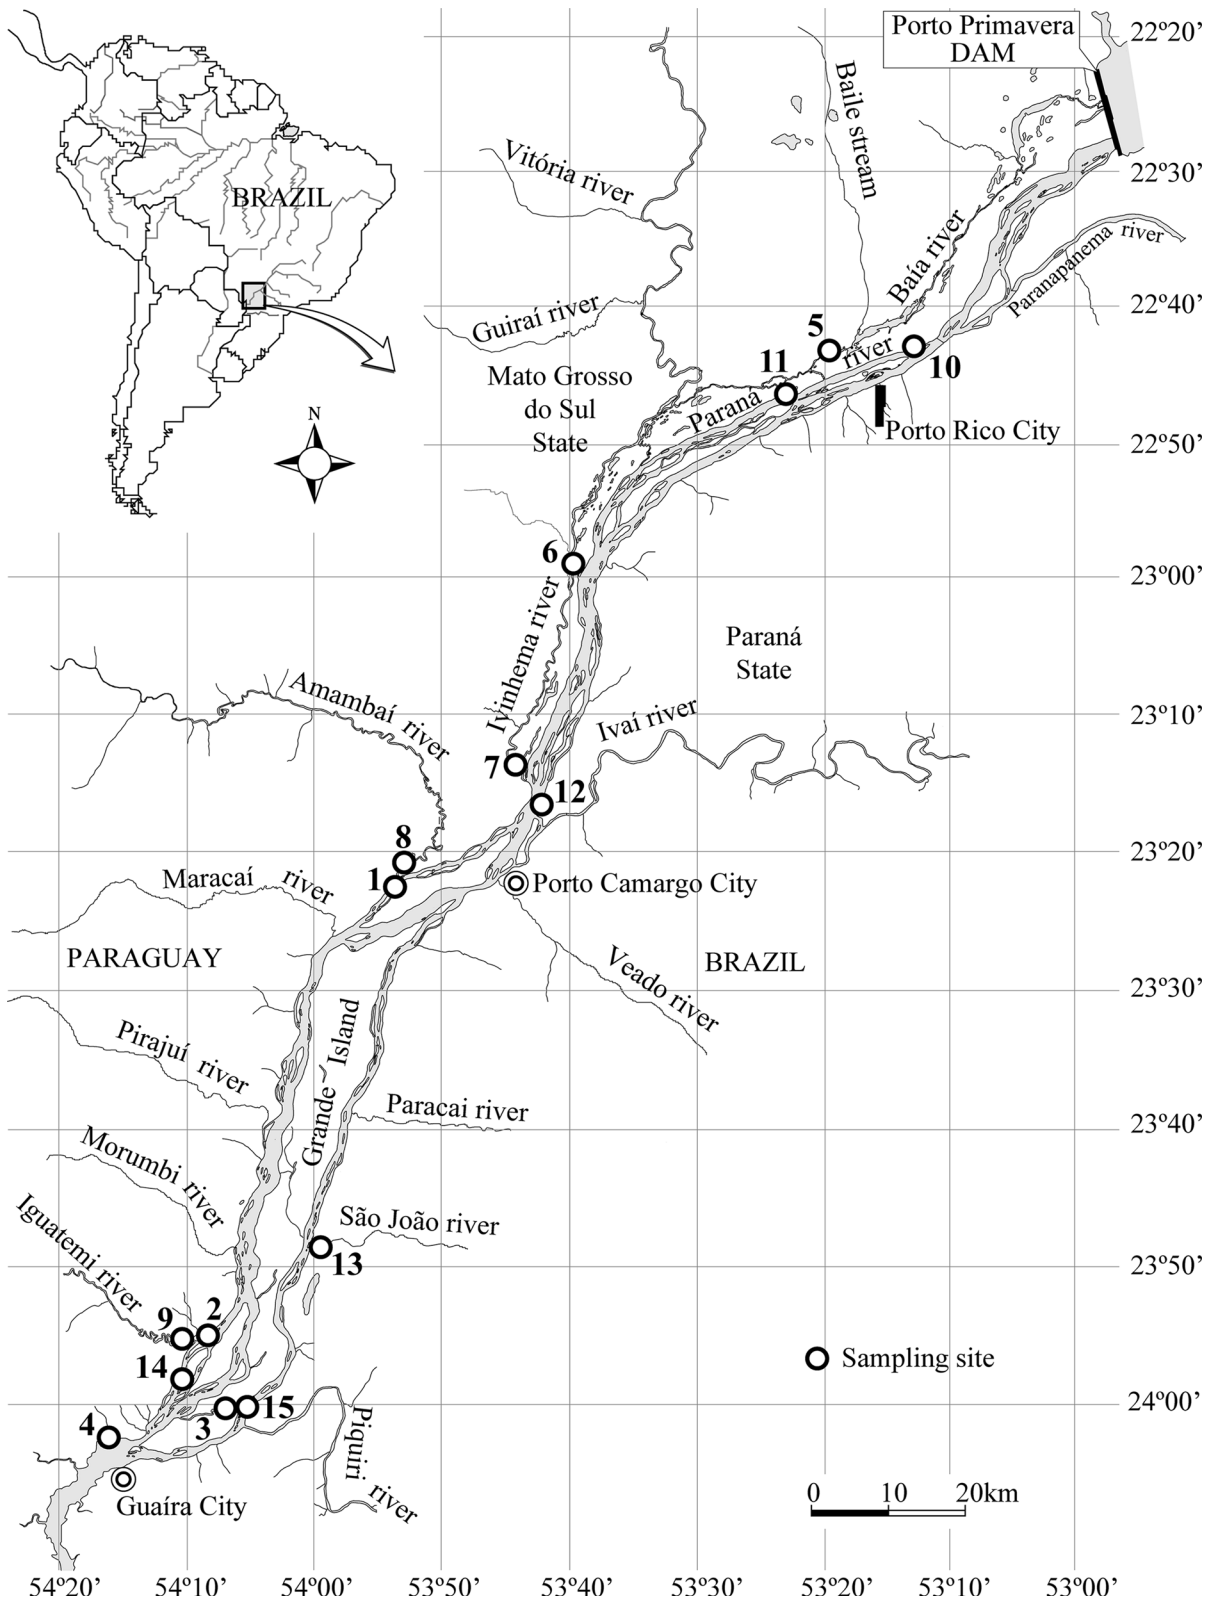 Porto Primavera
DAM
22º20'
Baile stream
Vitória river
22º30'
BRAZIL
Baía river
Paranapanema river
22º40'
Guiraí river
5
river
10
11
Mato Grosso
do Sul
State
Paraná
Porto Rico City
22º50'
N
6
23º00'
Ivinhema river
Paraná
State
Amambaí river
Ivaí river
23º10'
7
12
8
23º20'
1
Maracaí river
Porto Camargo City
PARAGUAY
BRAZIL
Veado river
23º30'
Grande Island
Pirajuí river
Paracai river
23º40'
Morumbi river
Iguatemi river
São João river
13
23º50'
9
2
14
Sampling site
3
15
24º00'
4
Piquiri river
Guaíra City
0 10 20km
54º20' 54º10' 54º00' 53º50' 53º40' 53º30' 53º20' 53º10' 53º00'